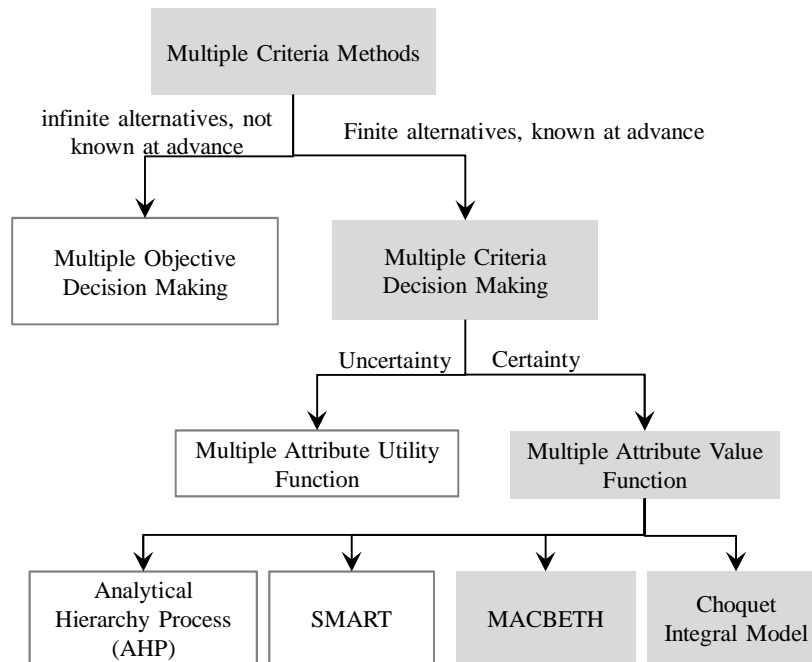 Multiple Criteria Methods
infinite alternatives, not
known at advance
Finite alternatives, known at advance
Multiple Objective
Decision Making
Multiple Criteria
Decision Making
Uncertainty
Certainty
Multiple Attribute Utility
Function
Multiple Attribute Value
Function
Analytical
Hierarchy Process
(AHP)
SMART
MACBETH
Choquet
Integral Model